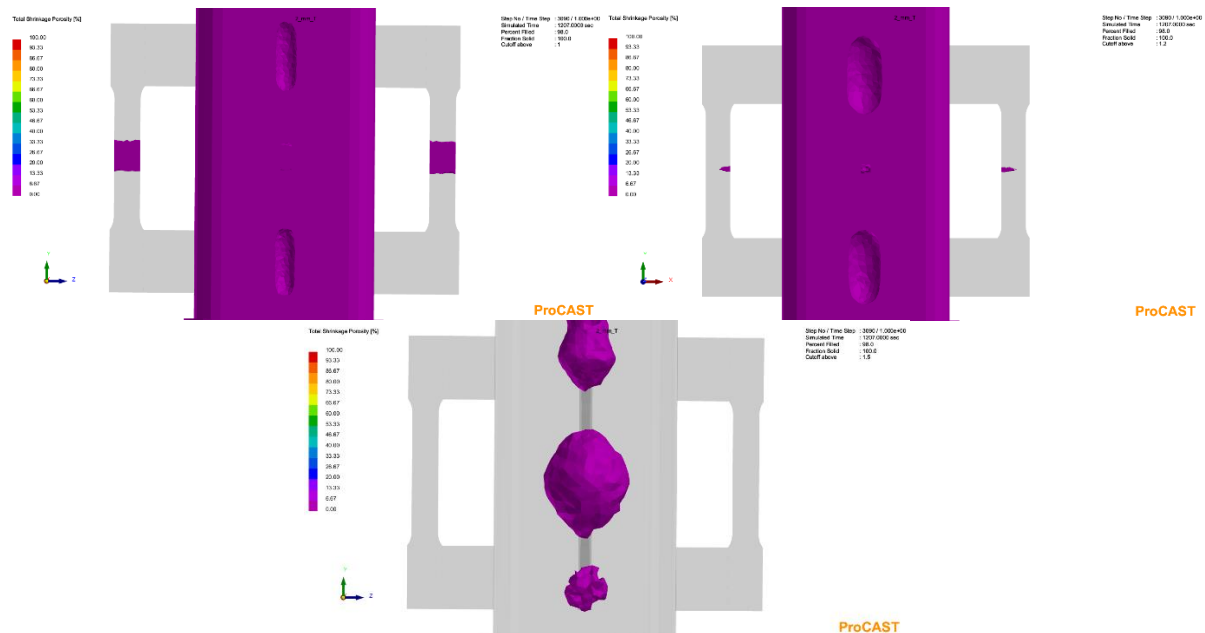 Total Shrinkage Porosity [%]
100.00
93.33
86.67
80.00
73.33
66.67
60.00
53.33
46.67
40.00
33.33
26.67
20.00
13.33
6.67
0.00
Step No / Time Step : 3090 / 1.000e+00
Simulated Time : 1207.0000 sec
Percent Filled : 98.0
Fraction Solid : 100.0
Cutoff above : 1
Y
Z
ProCAST
Total Shrinkage Porosity [%]
100.00
93.33
86.67
80.00
73.33
66.67
60.00
53.33
46.67
40.00
33.33
26.67
20.00
13.33
6.67
0.00
Step No / Time Step : 3090 / 1.000e+00
Simulated Time : 1207.0000 sec
Percent Filled : 98.0
Fraction Solid : 100.0
Cutoff above : 1.2
Y
X
ProCAST
Total Shrinkage Porosity [%]
100.00
93.33
86.67
80.00
73.33
66.67
60.00
53.33
46.67
40.00
33.33
26.67
20.00
13.33
6.67
0.00
Step No / Time Step : 3090 / 1.000e+00
Simulated Time : 1207.0000 sec
Percent Filled : 98.0
Fraction Solid : 100.0
Cutoff above : 1.5
Y
Z
ProCAST